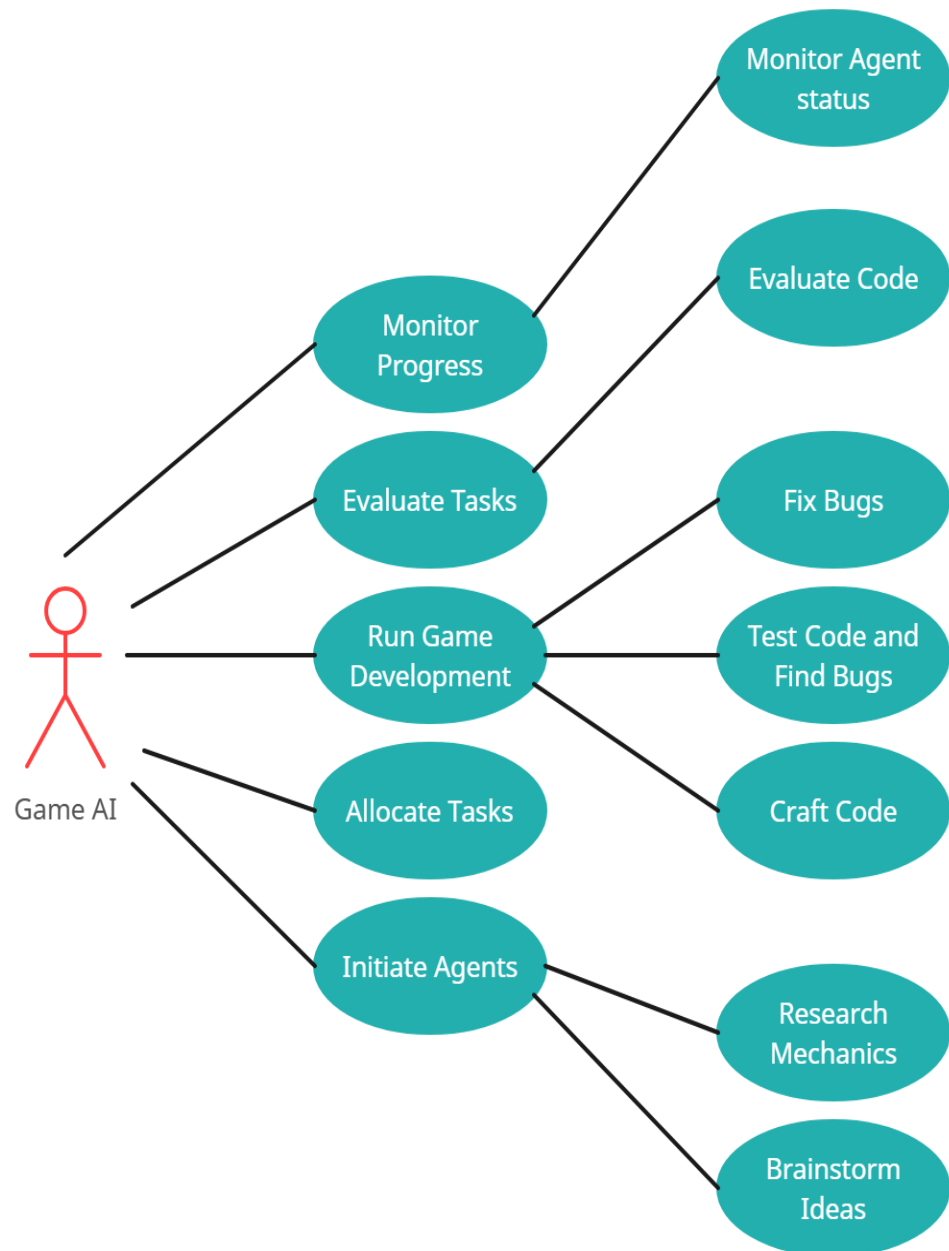 Monitor Agent
status
Evaluate Code
Monitor
Progress
Evaluate Tasks
Fix Bugs
Run Game
Development
Test Code and
Find Bugs
Game AI
Allocate Tasks
Craft Code
Initiate Agents
Research
Mechanics
Brainstorm
Ideas